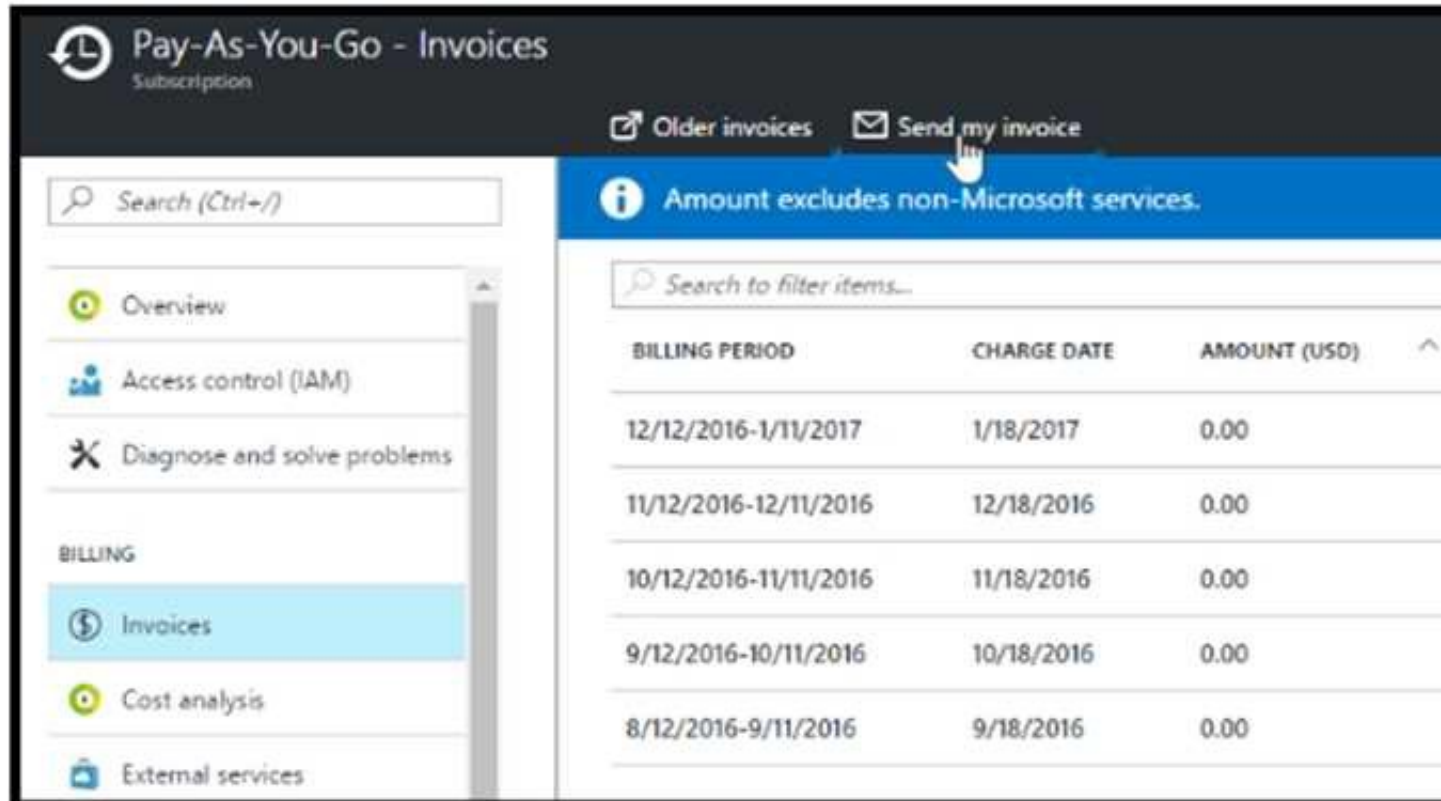 Pay-As-You-Go - Invoices
Subscription
Older invoices Send my invoice
Search (Ctrl+/)
Overview
Access control (IAM)
Diagnose and solve problems
BILLING
Invoices
Cost analysis
External services
Amount excludes non-Microsoft services.
Search to filter items...
BILLING PERIOD CHARGE DATE AMOUNT (USD)
12/12/2016-1/11/2017 1/18/2017 0.00
11/12/2016-12/11/2016 12/18/2016 0.00
10/12/2016-11/11/2016 11/18/2016 0.00
9/12/2016-10/11/2016 10/18/2016 0.00
8/12/2016-9/11/2016 9/18/2016 0.00